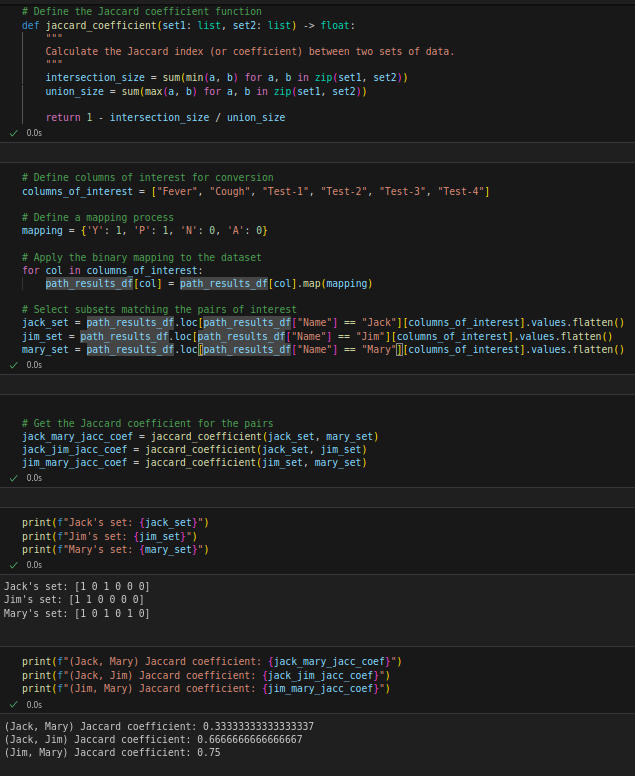 # Define the Jaccard coefficient function
def jaccard_coefficient(set1: list, set2: list) -> float:
    """
    Calculate the Jaccard index (or coefficient) between two sets of data.
    """
    intersection_size = sum(min(a, b) for a, b in zip(set1, set2))
    union_size = sum(max(a, b) for a, b in zip(set1, set2))
    return 1 - intersection_size / union_size
✓ 0.0s
# Define columns of interest for conversion
columns_of_interest = ["Fever", "Cough", "Test-1", "Test-2", "Test-3", "Test-4"]
# Define a mapping process
mapping = {'Y': 1, 'P': 1, 'N': 0, 'A': 0}
# Apply the binary mapping to the dataset
for col in columns_of_interest:
    path_results_df[col] = path_results_df[col].map(mapping)
# Select subsets matching the pairs of interest
jack_set = path_results_df.loc[path_results_df["Name"] == "Jack"][columns_of_interest].values.flatten()
jim_set = path_results_df.loc[path_results_df["Name"] == "Jim"][columns_of_interest].values.flatten()
mary_set = path_results_df.loc[path_results_df["Name"] == "Mary"][columns_of_interest].values.flatten()
✓ 0.0s
# Get the Jaccard coefficient for the pairs
jack_mary_jacc_coef = jaccard_coefficient(jack_set, mary_set)
jack_jim_jacc_coef = jaccard_coefficient(jack_set, jim_set)
jim_mary_jacc_coef = jaccard_coefficient(jim_set, mary_set)
✓ 0.0s
print(f"Jack's set: {jack_set}")
print(f"Jim's set: {jim_set}")
print(f"Mary's set: {mary_set}")
✓ 0.0s
Jack's set: [1 0 1 0 0 0]
Jim's set: [1 1 0 0 0 0]
Mary's set: [1 0 1 0 1 0]
print(f"(Jack, Mary) Jaccard coefficient: {jack_mary_jacc_coef}")
print(f"(Jack, Jim) Jaccard coefficient: {jack_jim_jacc_coef}")
print(f"(Jim, Mary) Jaccard coefficient: {jim_mary_jacc_coef}")
✓ 0.0s
(Jack, Mary) Jaccard coefficient: 0.33333333333333337
(Jack, Jim) Jaccard coefficient: 0.6666666666666667
(Jim, Mary) Jaccard coefficient: 0.75